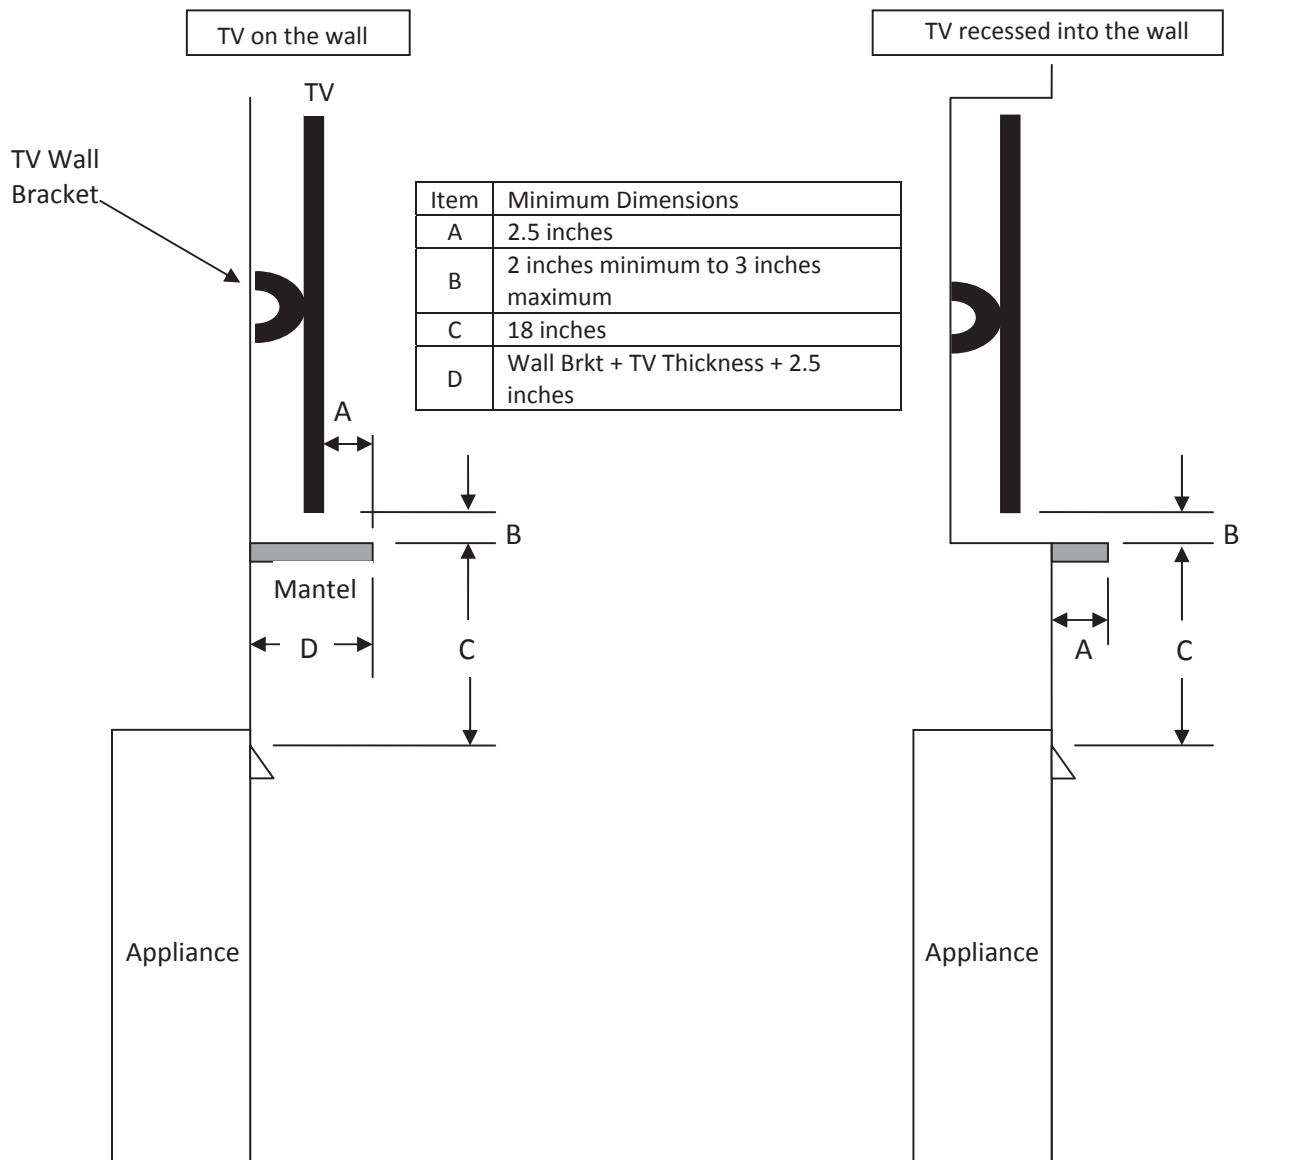 TV on the wall
TV recessed into the wall
TV
TV Wall
Bracket
Item Minimum Dimensions
A 2.5 inches
B 2 inches minimum to 3 inches
maximum
C 18 inches
D Wall Brkt + TV Thickness + 2.5
inches
A
B
Mantel
D
C
Appliance
B
A
C
Appliance